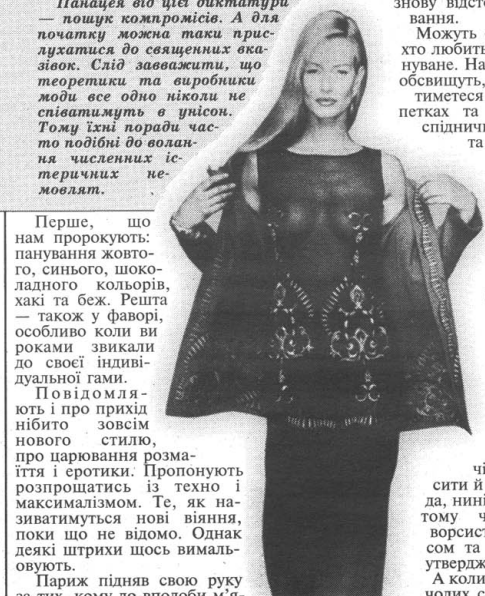 Панацея від цієї диктатури
— пошук компромісів. А для
початку можна таки прис-
лухатися до священних вка-
зівок. Слід завважити, що
теоретики та виробники
моди все одно ніколи не
співатимуть в унісон.
Тому їхні поради час-
то подібні до волан-
ня численних іс-
теричних не-
мовлят.
Перше, що
нам пророкують:
панування жовто-
го, синього, шоко-
ладного кольорів,
хакі та беж. Решта
— також у фаворі,
особливо коли ви
роками звикали
до своєї індиві-
дуальної гами.
Повідомля-
ють і про прихід
нібито зовсім
нового стилю,
про царювання розма-
їття і еротики. Пропонують
розпрощатись із техно і
максималізмом. Те, як на-
зиватимуться нові віяння,
поки що не відомо. Однак
деякі штрихи щось вималь-
овують.
Париж підняв свою руку
за тих, кому до вподоби м'я-
знову відсто
вання.
Можуть
хто любить
нуване. На
обсвищуть,
тиметеся
петках та
спіднич
та
чі
сити й
да, нині
тому ч
ворсист
сом та
утвердж
А коли
чолих с